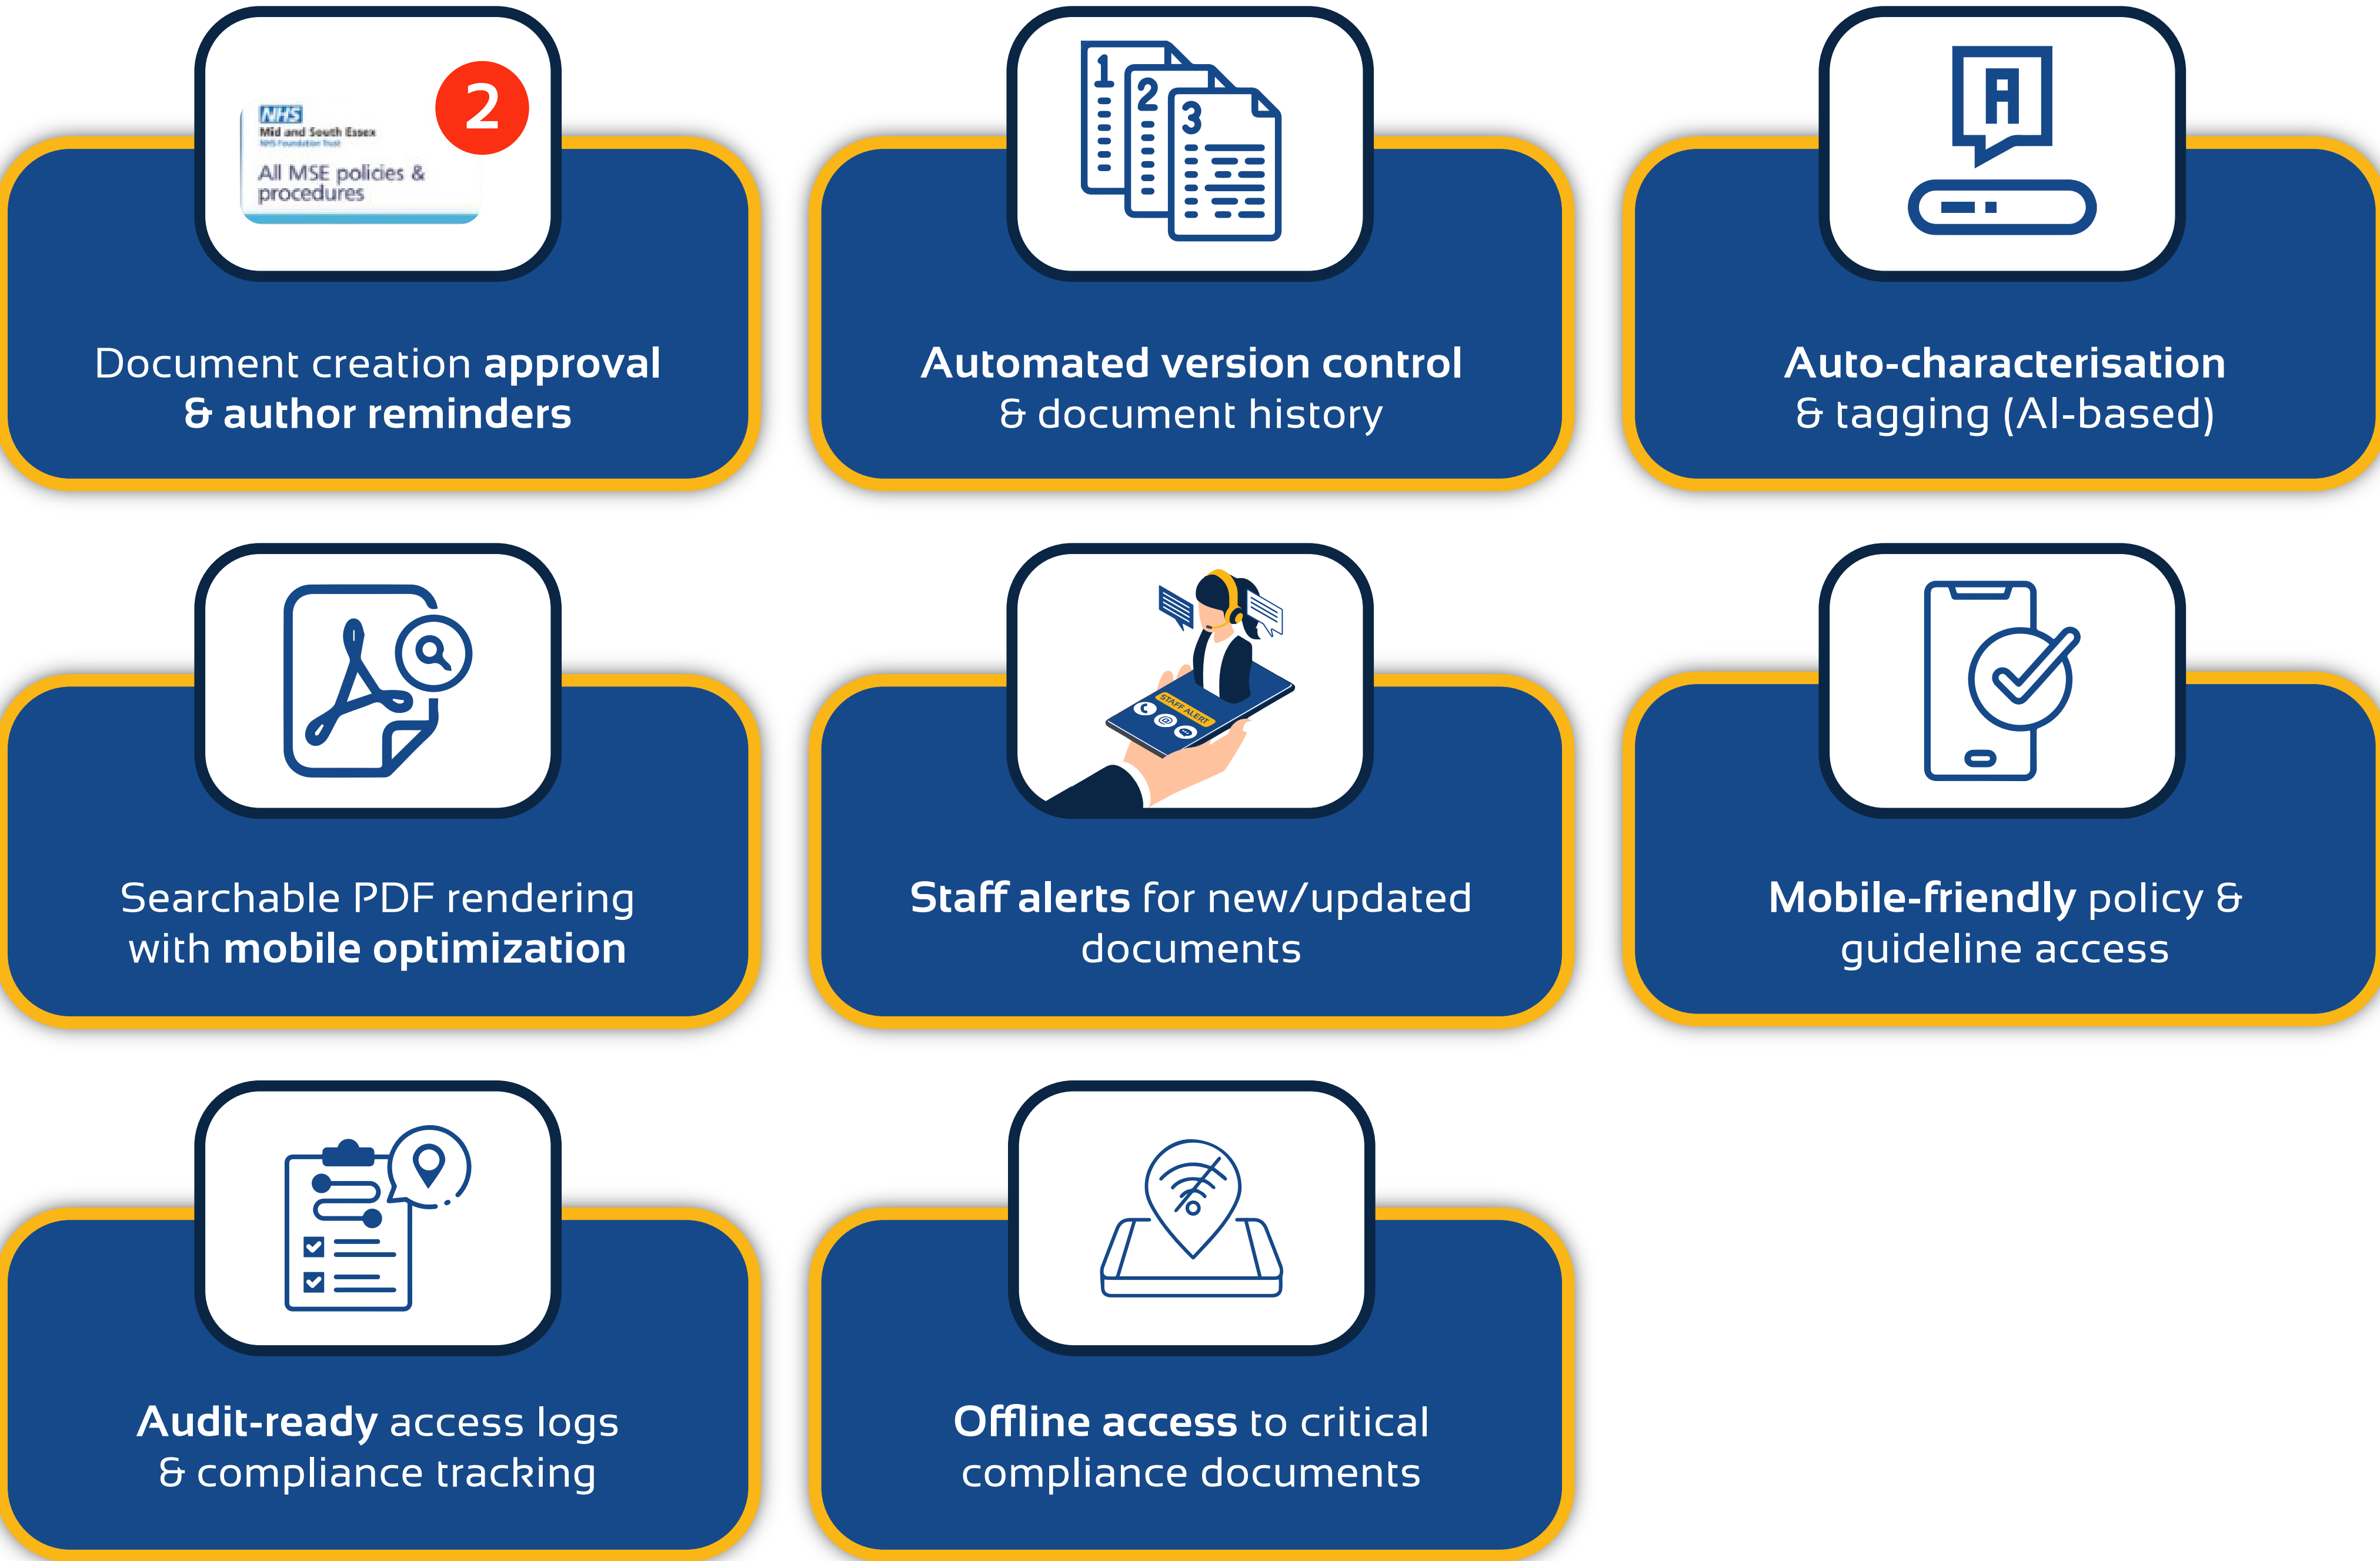 NHS
Mid and South Essex
NHS Foundation Trust
All MSE policies &
procedures
2
Document creation approval
& author reminders
1
2
3
Automated version control
& document history
A
Auto-characterisation
& tagging (AI-based)
Searchable PDF rendering
with mobile optimization
STAFF ALERT
@
Staff alerts for new/updated
documents
Mobile-friendly policy &
guideline access
Audit-ready access logs
& compliance tracking
Offline access to critical
compliance documents